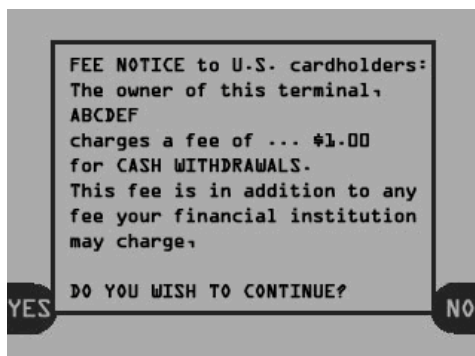 FEE NOTICE to U.S. cardholders:
The owner of this terminal,
ABCDEF
charges a fee of ... $1.00
for CASH WITHDRAWALS.
This fee is in addition to any
fee your financial institution
may charge,
DO YOU WISH TO CONTINUE?
YES NO